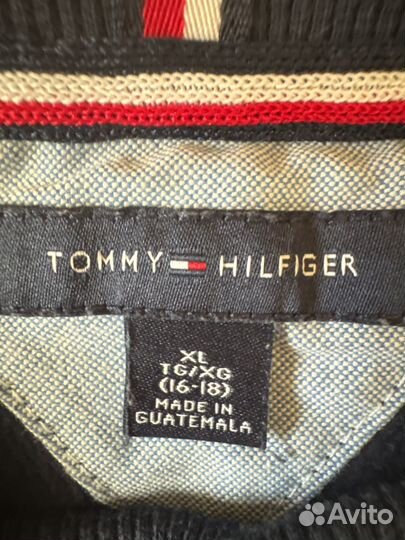 TOMMY HILFIGER
XL
TG/XG
(16-18)
MADE IN
GUATEMALA
Avito